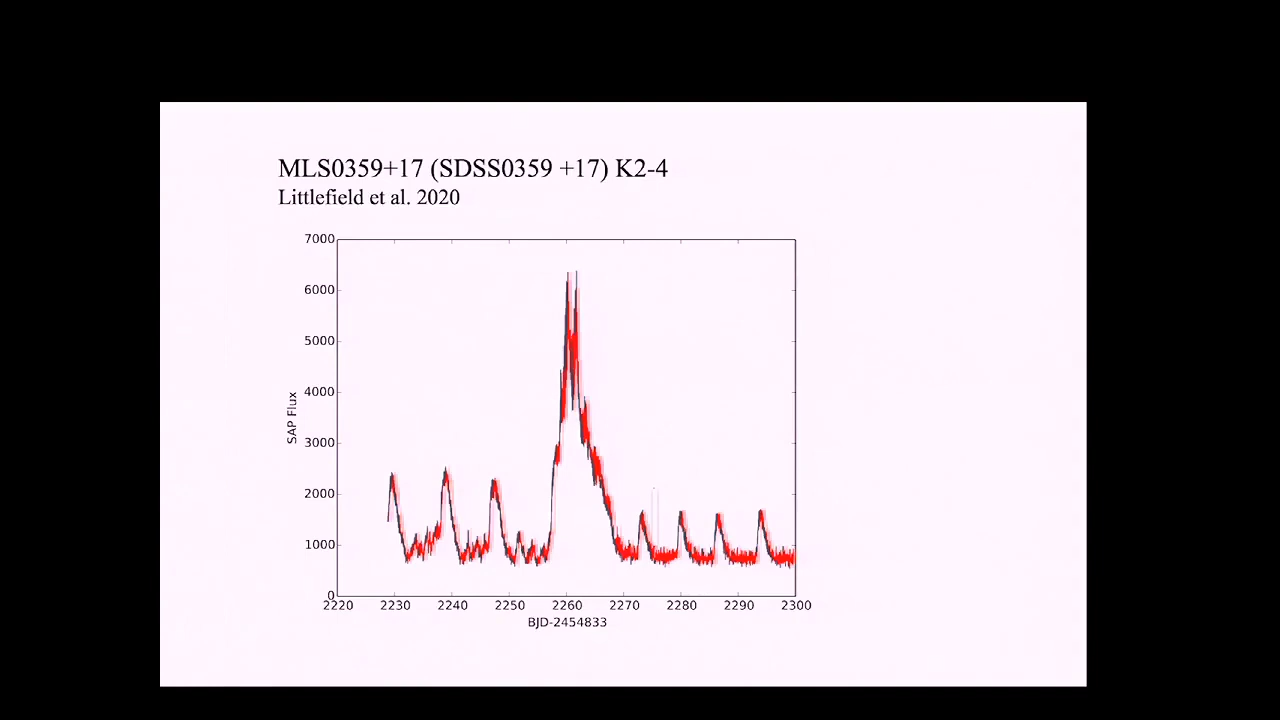 MLS0359+17 (SDSS0359 +17) K2-4
Littlefield et al. 2020
7000
6000
5000
4000
3000
2000
1000
0
SAP Flux
2220 2230 2240 2250 2260 2270 2280 2290 2300
BJD-2454833